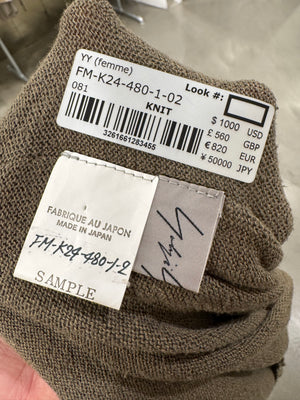 YY (femme)
FM-K24-480-1-02
081
Look #:
KNIT
3261661283455
$ 1000 USD
£ 560 GBP
€ 820 EUR
¥ 50000 JPY
FABRIQUE AU JAPON
MADE IN JAPAN
FM-K24-480-1-2
SAMPLE